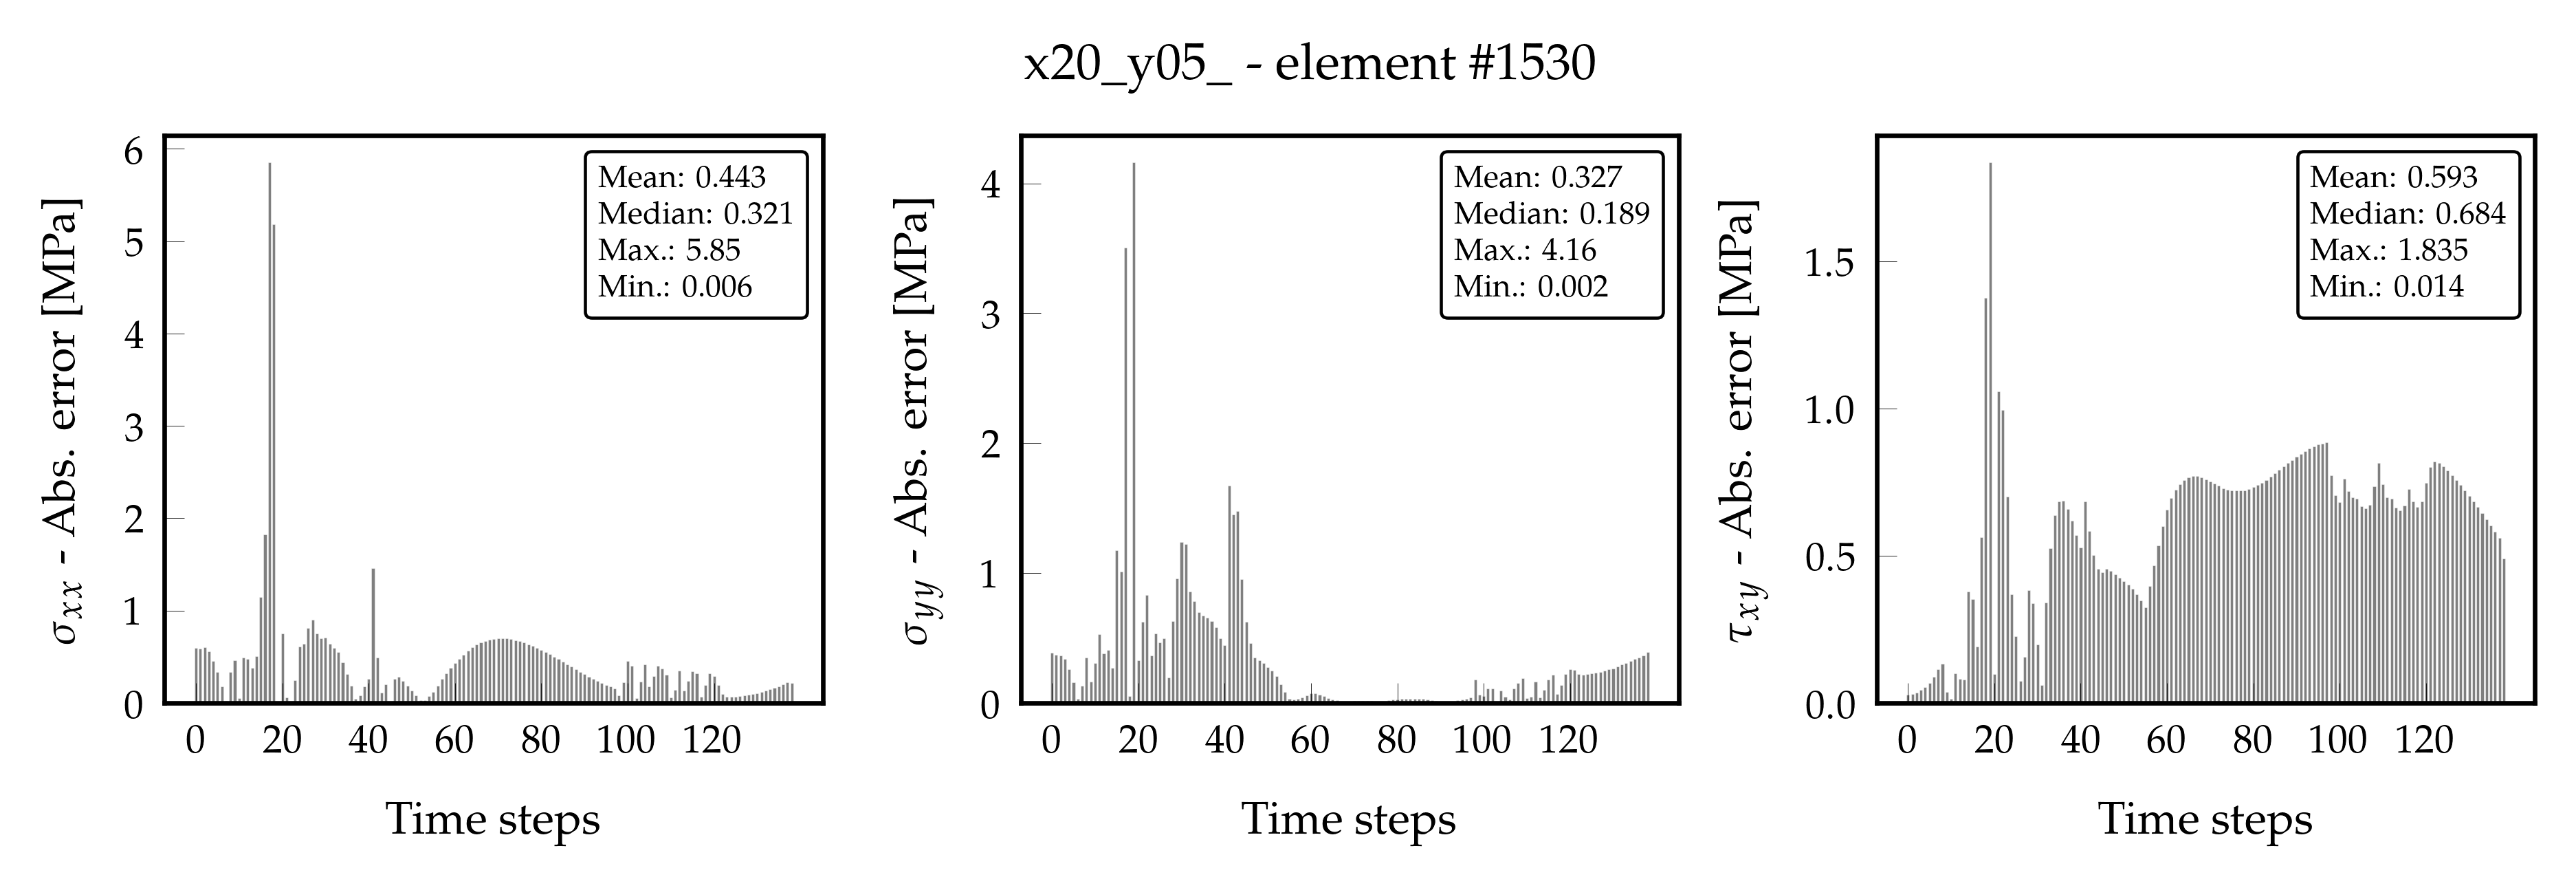 x20_y05_ - element #1530
σxx - Abs. error [MPa]
6
5
4
3
2
1
0
0 20 40 60 80 100 120
Time steps
Mean: 0.443
Median: 0.321
Max.: 5.85
Min.: 0.006
σyy - Abs. error [MPa]
4
3
2
1
0
0 20 40 60 80 100 120
Time steps
Mean: 0.327
Median: 0.189
Max.: 4.16
Min.: 0.002
τxy - Abs. error [MPa]
1.5
1.0
0.5
0.0
0 20 40 60 80 100 120
Time steps
Mean: 0.593
Median: 0.684
Max.: 1.835
Min.: 0.014